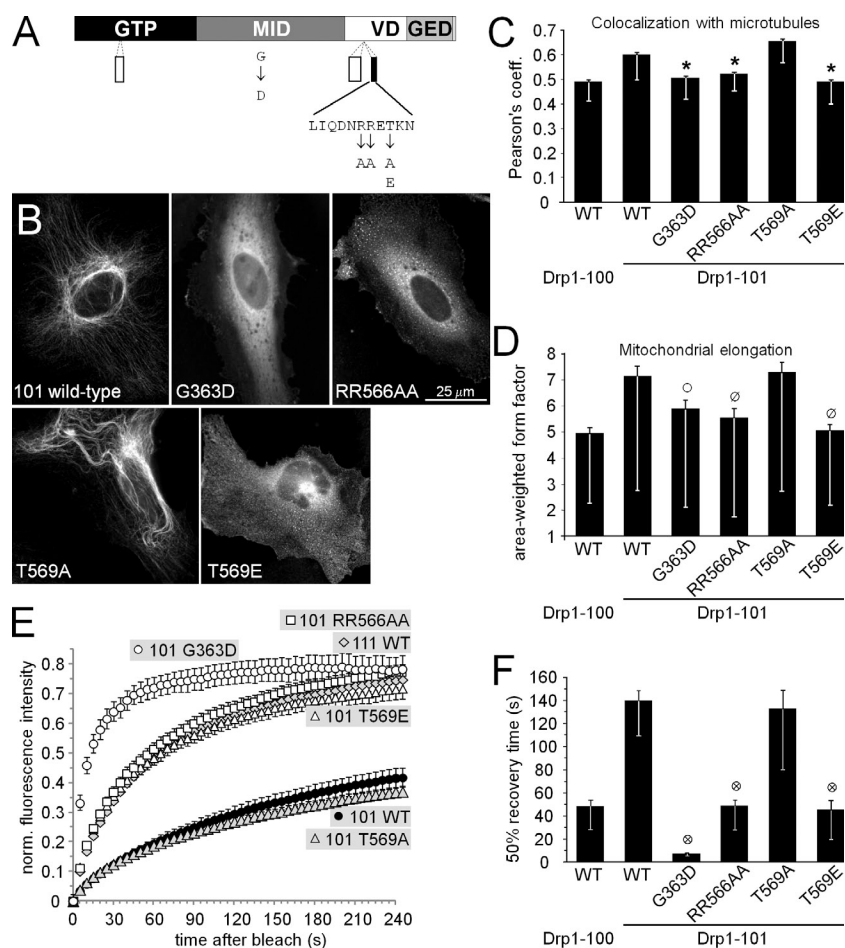 A
GTP MID VD GED
G
D
LIQDNRRETKN
AA A
E
B
101 wild-type
G363D
RR566AA
25 μm
T569A
T569E
C
Colocalization with microtubules
Pearson's coeff.
0.7
0.6
0.5
0.4
0.3
0.2
0.1
0
* * *
WT WT G363D RR566AA T569A T569E
Drp1-100 Drp1-101
D
Mitochondrial elongation
area-weighted form factor
8
7
6
5
4
3
2
1
○ ∅ ∅
WT WT G363D RR566AA T569A T569E
Drp1-100 Drp1-101
E
norm. fluorescence intensity
0.8
0.7
0.6
0.5
0.4
0.3
0.2
0.1
0
101 RR566AA
101 G363D
111 WT
101 T569E
101 WT
101 T569A
0 30 60 90 120 150 180 210 240
time after bleach (s)
F
50% recovery time (s)
160
140
120
100
80
60
40
20
0
⊗ ⊗ ⊗
WT WT G363D RR566AA T569A T569E
Drp1-100 Drp1-101